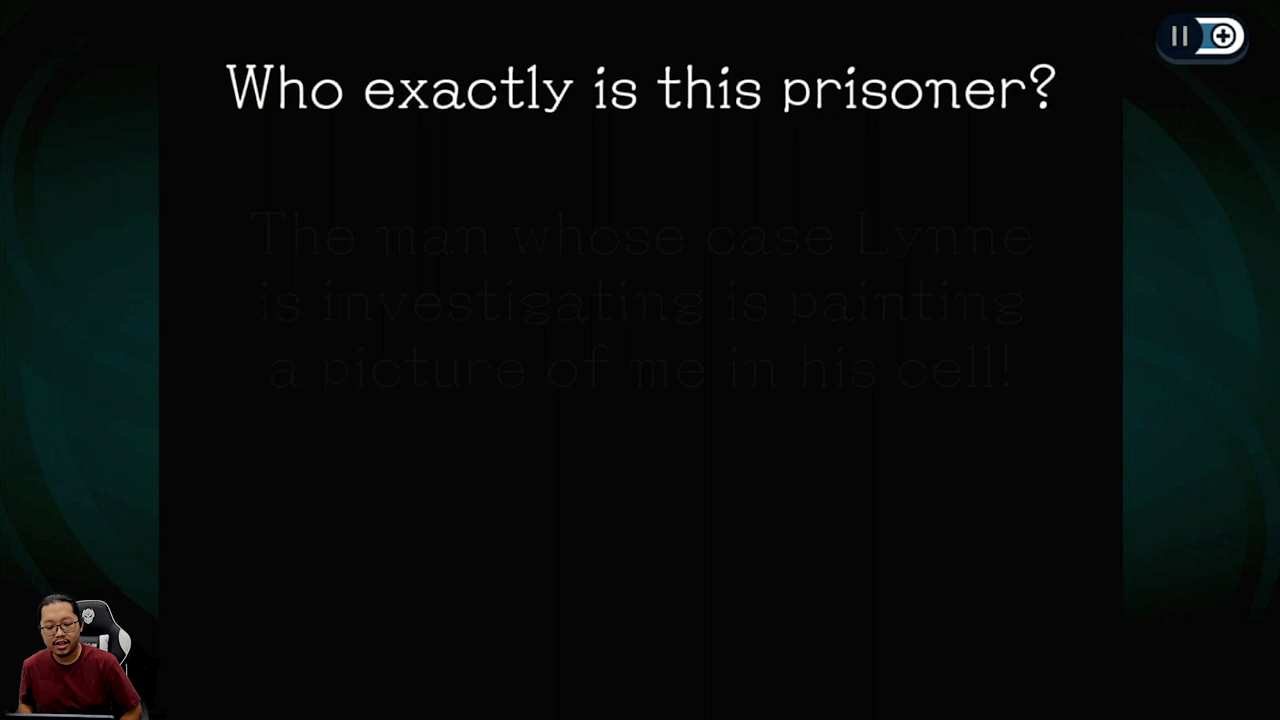 Who exactly is this prisoner?
The man whose case Lynne
is investigating is painting
a picture of me in his cell!